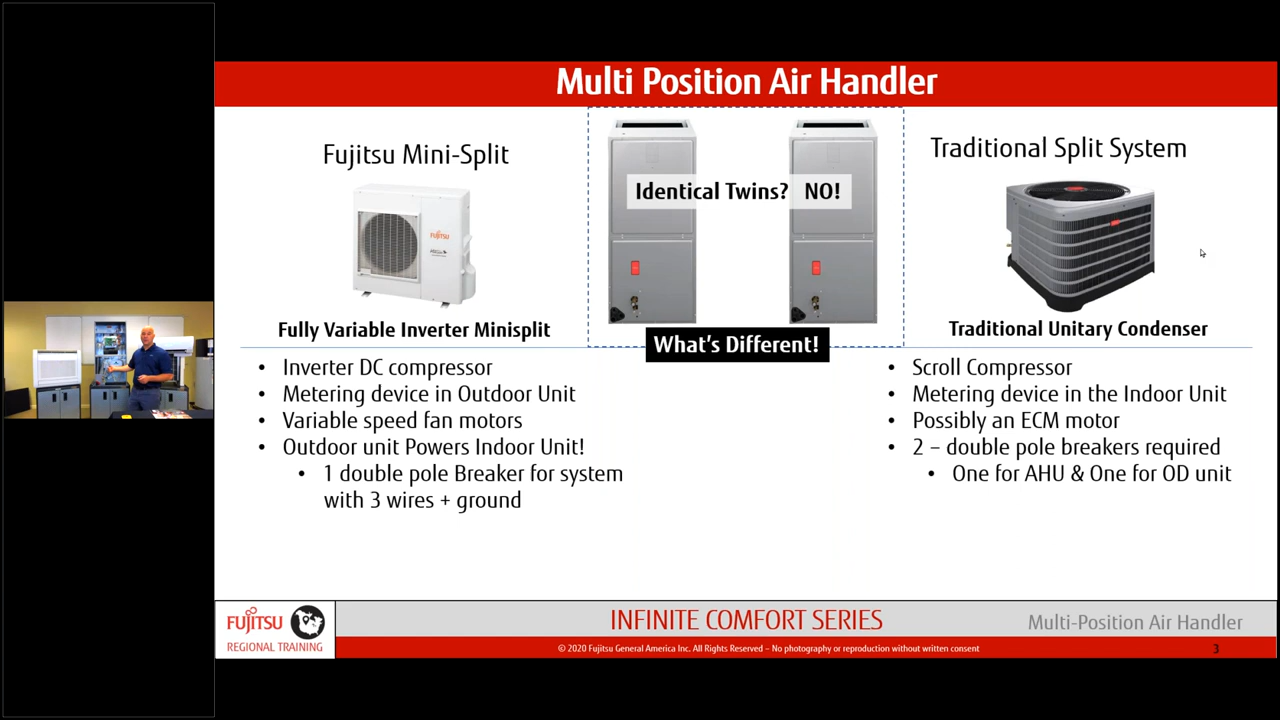 Multi Position Air Handler
Fujitsu Mini-Split
Traditional Split System
Identical Twins? NO!
FUJITSU
Fully Variable Inverter Minisplit
What's Different!
Traditional Unitary Condenser
• Inverter DC compressor
• Metering device in Outdoor Unit
• Variable speed fan motors
• Outdoor unit Powers Indoor Unit!
• 1 double pole Breaker for system
with 3 wires + ground
• Scroll Compressor
• Metering device in the Indoor Unit
• Possibly an ECM motor
• 2 – double pole breakers required
• One for AHU & One for OD unit
FUJITSU
REGIONAL TRAINING
INFINITE COMFORT SERIES
Multi-Position Air Handler
© 2020 Fujitsu General America Inc. All Rights Reserved – No photography or reproduction without written consent
3